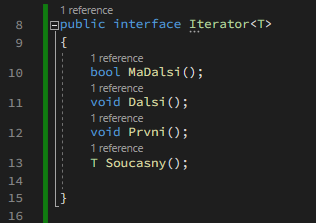 1 reference
8 public interface Iterator<T>
9 {
1 reference
10 bool MaDalsi();
1 reference
11 void Dalsi();
1 reference
12 void Prvni();
1 reference
13 T Soucasny();
14
15 }
16